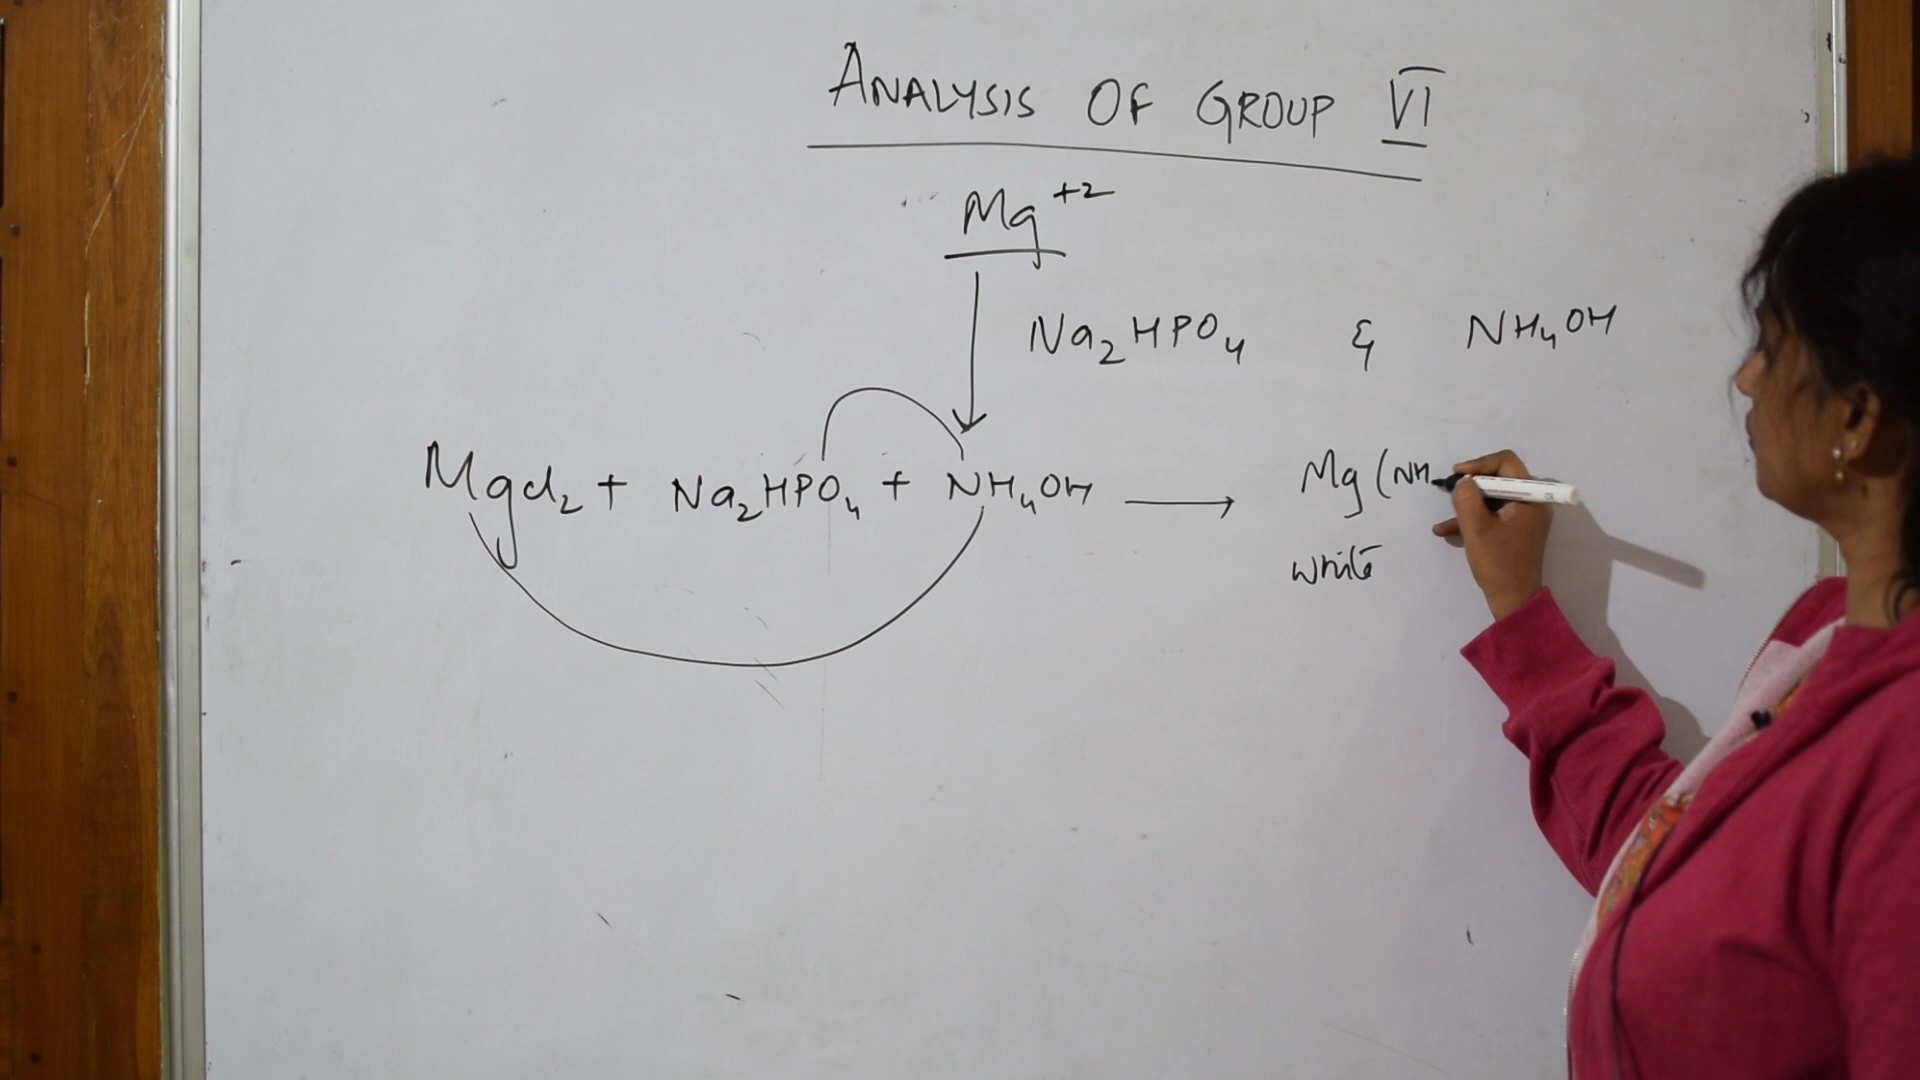 ANALYSIS OF GROUP VI
Mg+2
Na2HPO4 & NH4OH
Mgcl2 + Na2HPO4 + NH4OH → Mg(NH
white